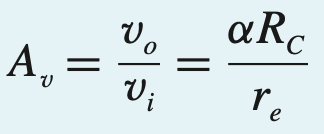 A_v = v_o / v_i = αR_C / r_e